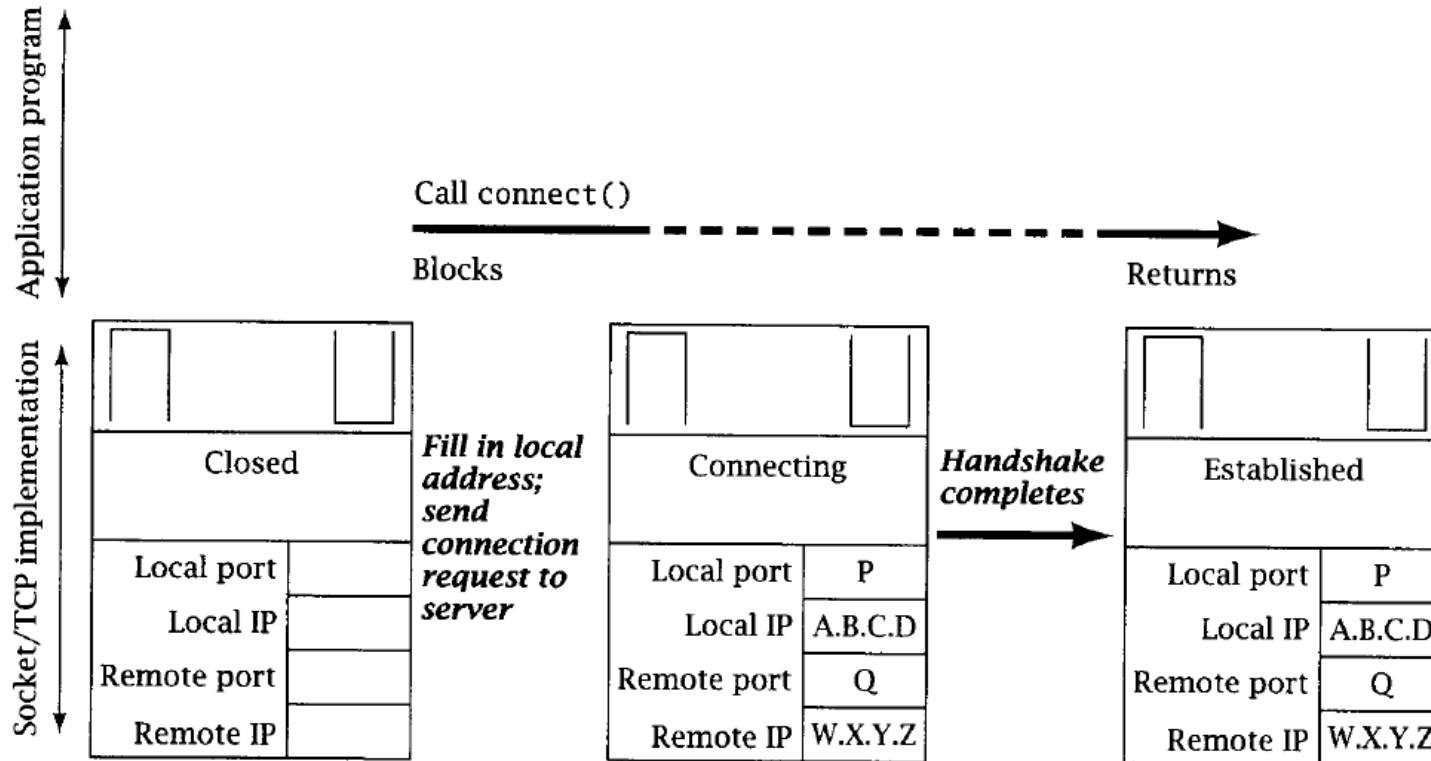 Application program
Call connect()
Blocks
Returns
Socket/TCP implementation
Closed
Local port
Local IP
Remote port
Remote IP
Fill in local
address;
send
connection
request to
server
Connecting
Local port P
Local IP A.B.C.D
Remote port Q
Remote IP W.X.Y.Z
Handshake
completes
Established
Local port P
Local IP A.B.C.D
Remote port Q
Remote IP W.X.Y.Z